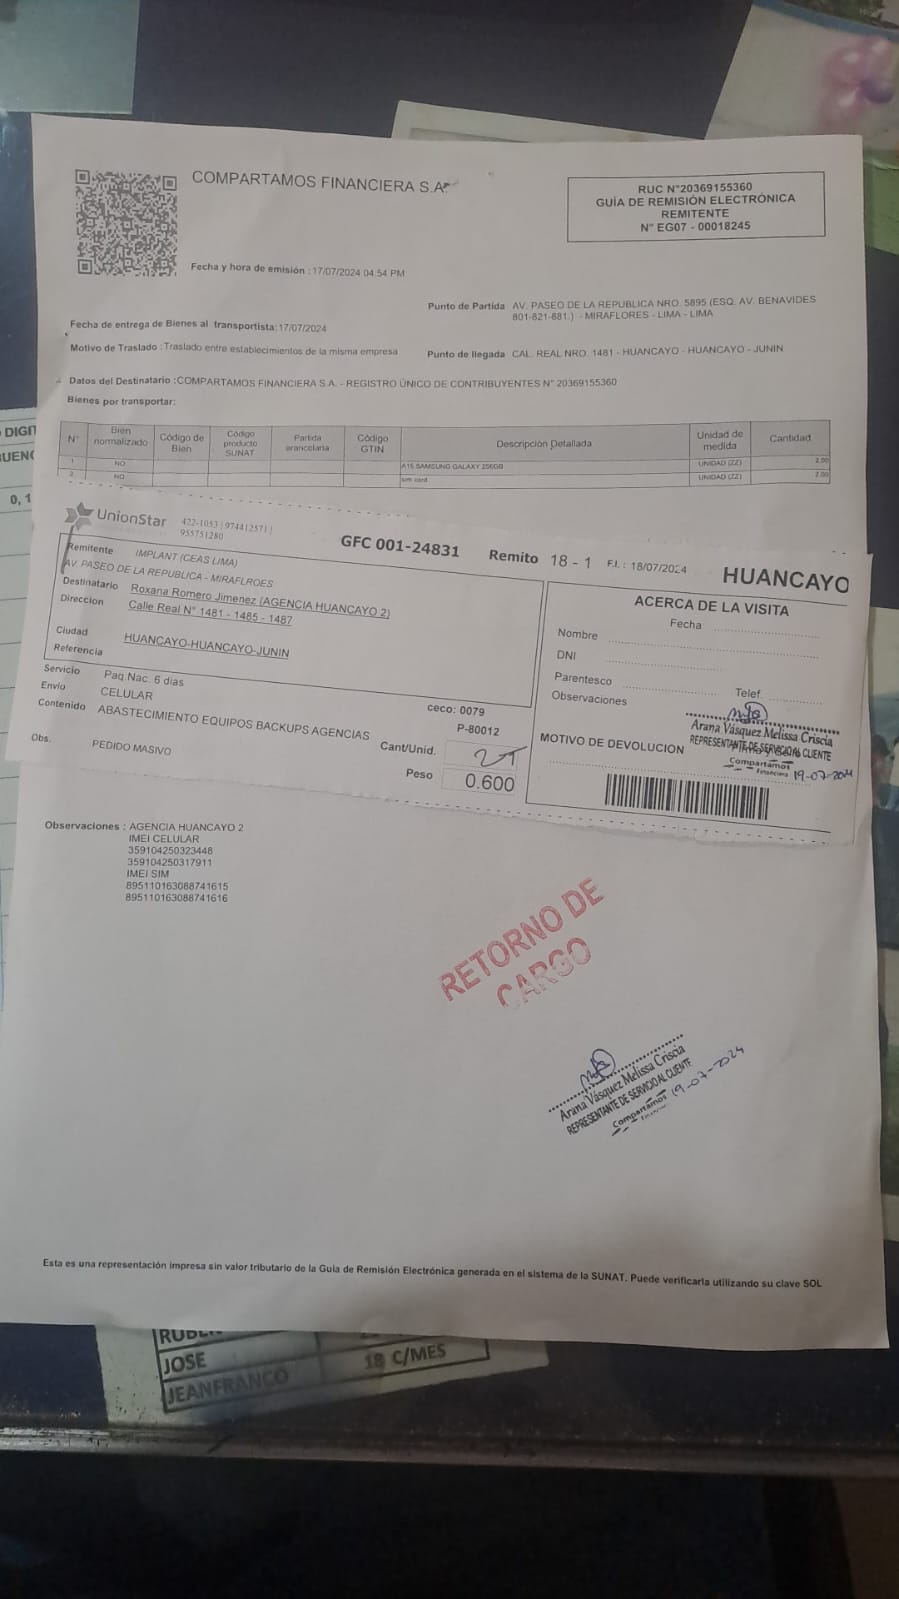 COMPARTAMOS FINANCIERA S.A.
RUC N°20369155360
GUÍA DE REMISIÓN ELECTRÓNICA
REMITENTE
N° EG07 - 00018245
Fecha y hora de emisión : 17/07/2024 04:54 PM
Punto de Partida AV. PASEO DE LA REPUBLICA NRO. 5895 (ESQ. AV. BENAVIDES
801-821-881.) - MIRAFLORES - LIMA - LIMA
Fecha de entrega de Bienes al transportista:17/07/2024
Motivo de Traslado : Traslado entre establecimientos de la misma empresa
Punto de llegada CAL. REAL NRO. 1481 - HUANCAYO - HUANCAYO - JUNIN
Datos del Destinatario :COMPARTAMOS FINANCIERA S.A. - REGISTRO ÚNICO DE CONTRIBUYENTES N° 20369155360
Bienes por transportar:
N° Bien normalizado Código de Bien Código producto SUNAT Partida arancelaria Código GTIN Descripción Detallada Unidad de medida Cantidad
1 NO A15 SAMSUNG GALAXY 256GB UNIDAD (ZZ) 2.00
2 NO sim card UNIDAD (ZZ) 2.00
UnionStar
422-1053 | 974412571 |
955751280
GFC 001-24831
Remito 18 - 1 F.I.: 18/07/2024
HUANCAYO
Remitente IMPLANT (CEAS LIMA)
AV. PASEO DE LA REPUBLICA - MIRAFLROES
Destinatario Roxana Romero Jimenez (AGENCIA HUANCAYO 2)
Direccion Calle Real N° 1481 - 1485 - 1487
Ciudad HUANCAYO-HUANCAYO-JUNIN
Referencia
Servicio Paq.Nac. 6 dias
Envio CELULAR
Contenido ABASTECIMIENTO EQUIPOS BACKUPS AGENCIAS
Obs. PEDIDO MASIVO
ceco: 0079
P-80012
Cant/Unid.
Peso 0.600
ACERCA DE LA VISITA
Fecha
Nombre
DNI
Parentesco
Telef.
Observaciones
MOTIVO DE DEVOLUCION
Arana Vásquez Melissa Criscia
REPRESENTANTE DE SERVICIO AL CLIENTE
Compartamos
Financiera
19-07-2024
Observaciones : AGENCIA HUANCAYO 2
IMEI CELULAR
359104250323448
359104250317911
IMEI SIM
895110163088741615
895110163088741616
RETORNO DE
CARGO
Arana Vásquez Melissa Criscia
REPRESENTANTE DE SERVICIO AL CLIENTE
Compartamos
Financiera
19-07-2024
Esta es una representación impresa sin valor tributario de la Guía de Remisión Electrónica generada en el sistema de la SUNAT. Puede verificarla utilizando su clave SOL
JOSE 18 C/MES
JEANFRANCO